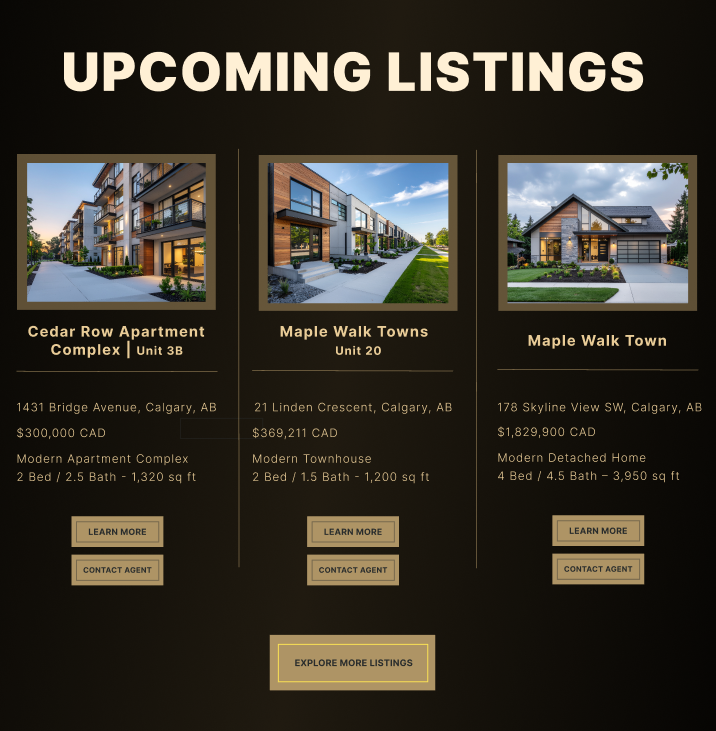 UPCOMING LISTINGS
Cedar Row Apartment
Complex | Unit 3B
1431 Bridge Avenue, Calgary, AB
$300,000 CAD
Modern Apartment Complex
2 Bed / 2.5 Bath - 1,320 sq ft
LEARN MORE
CONTACT AGENT
Maple Walk Towns
Unit 20
21 Linden Crescent, Calgary, AB
$369,211 CAD
Modern Townhouse
2 Bed / 1.5 Bath - 1,200 sq ft
LEARN MORE
CONTACT AGENT
Maple Walk Town
178 Skyline View SW, Calgary, AB
$1,829,900 CAD
Modern Detached Home
4 Bed / 4.5 Bath – 3,950 sq ft
LEARN MORE
CONTACT AGENT
EXPLORE MORE LISTINGS